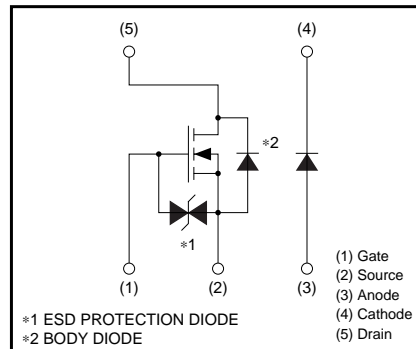 (5) (4)
∗2
∗1
(1) (2) (3)
(1) Gate
(2) Source
(3) Anode
(4) Cathode
(5) Drain
∗1 ESD PROTECTION DIODE
∗2 BODY DIODE